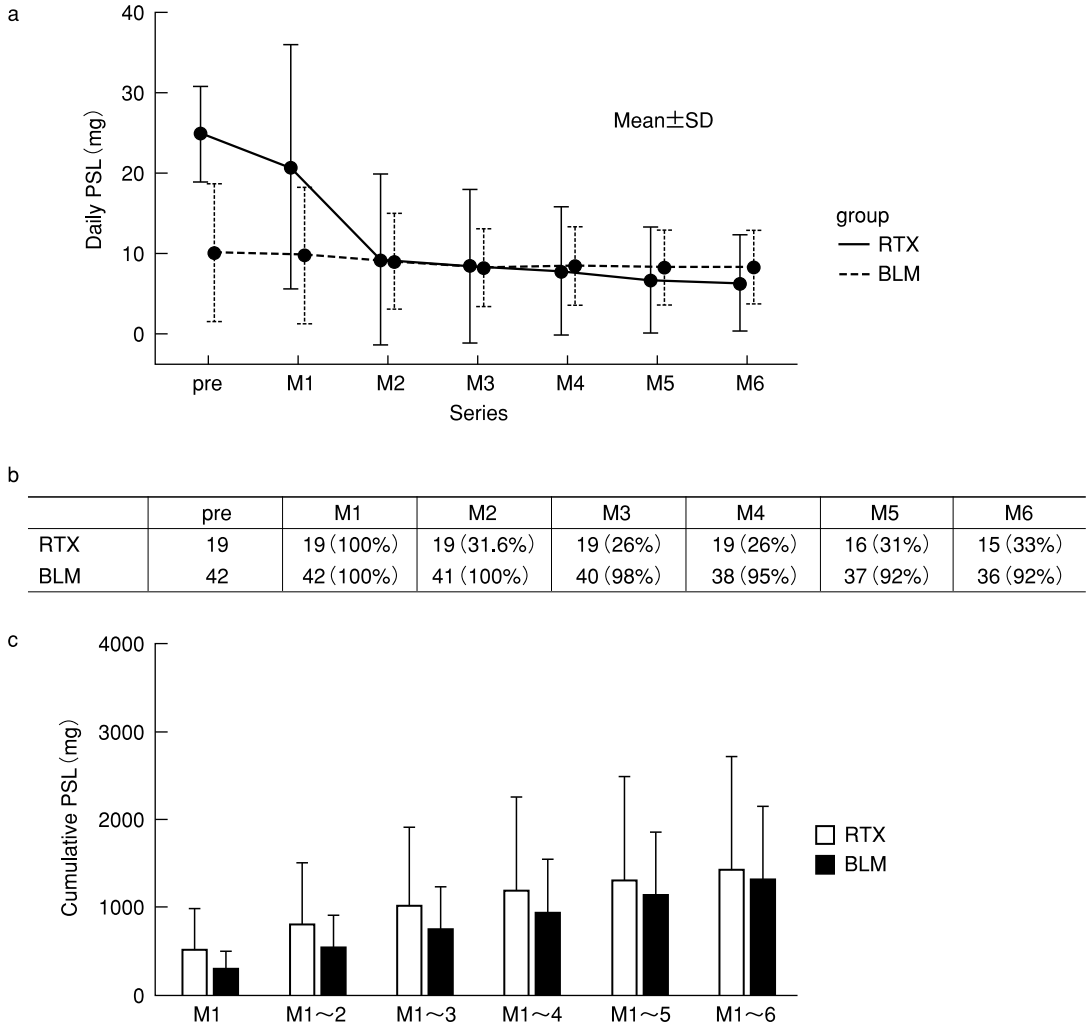 a
40
30
20
10
0
Daily PSL (mg)
Mean±SD
group
RTX
BLM
pre M1 M2 M3 M4 M5 M6
Series
b
pre M1 M2 M3 M4 M5 M6
RTX 19 19 (100%) 19 (31.6%) 19 (26%) 19 (26%) 16 (31%) 15 (33%)
BLM 42 42 (100%) 41 (100%) 40 (98%) 38 (95%) 37 (92%) 36 (92%)
c
4000
3000
2000
1000
0
Cumulative PSL (mg)
RTX
BLM
M1 M1～2 M1～3 M1～4 M1～5 M1～6